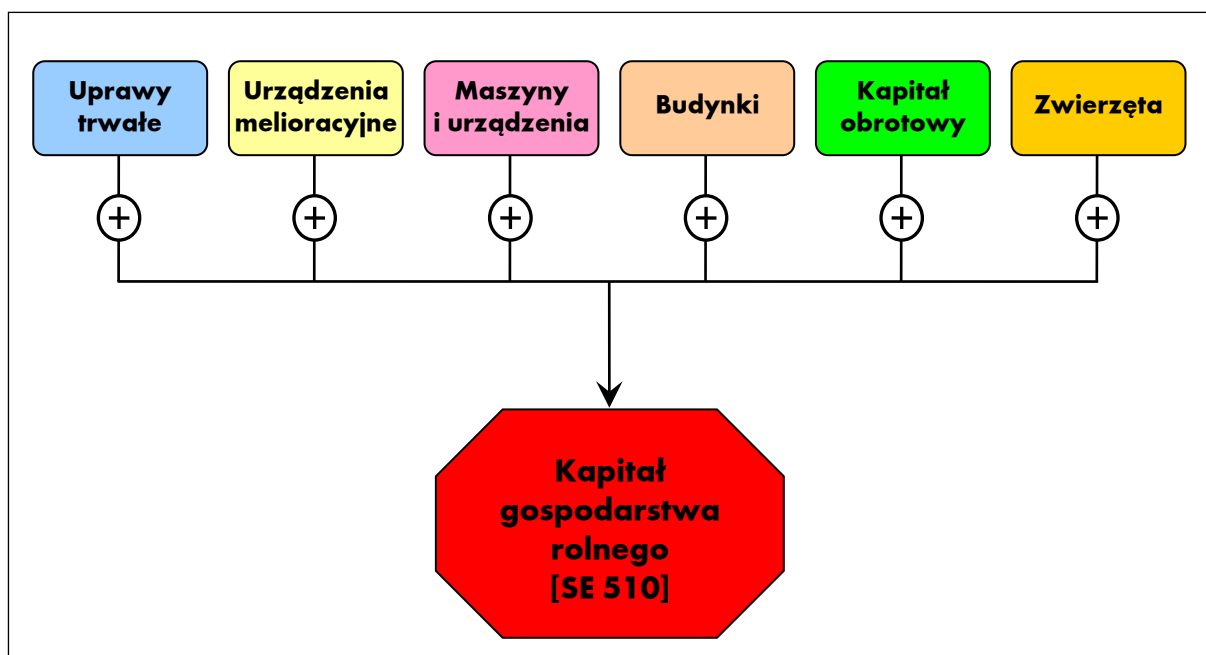 Uprawy
trwałe
Urządzenia
melioracyjne
Maszyny
i urządzenia
Budynki
Kapitał
obrotowy
Zwierzęta
+ + + + + +
Kapitał
gospodarstwa
rolnego
[SE 510]